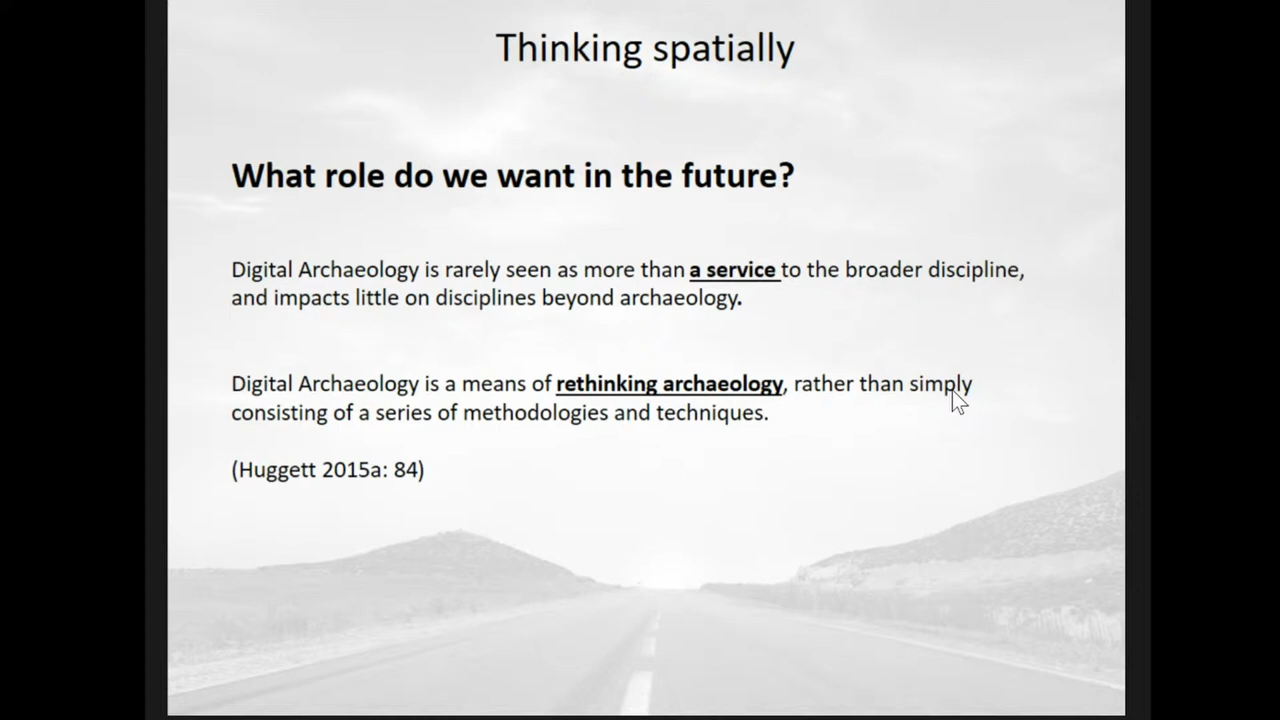 Thinking spatially
What role do we want in the future?
Digital Archaeology is rarely seen as more than a service to the broader discipline,
and impacts little on disciplines beyond archaeology.
Digital Archaeology is a means of rethinking archaeology, rather than simply
consisting of a series of methodologies and techniques.
(Huggett 2015a: 84)